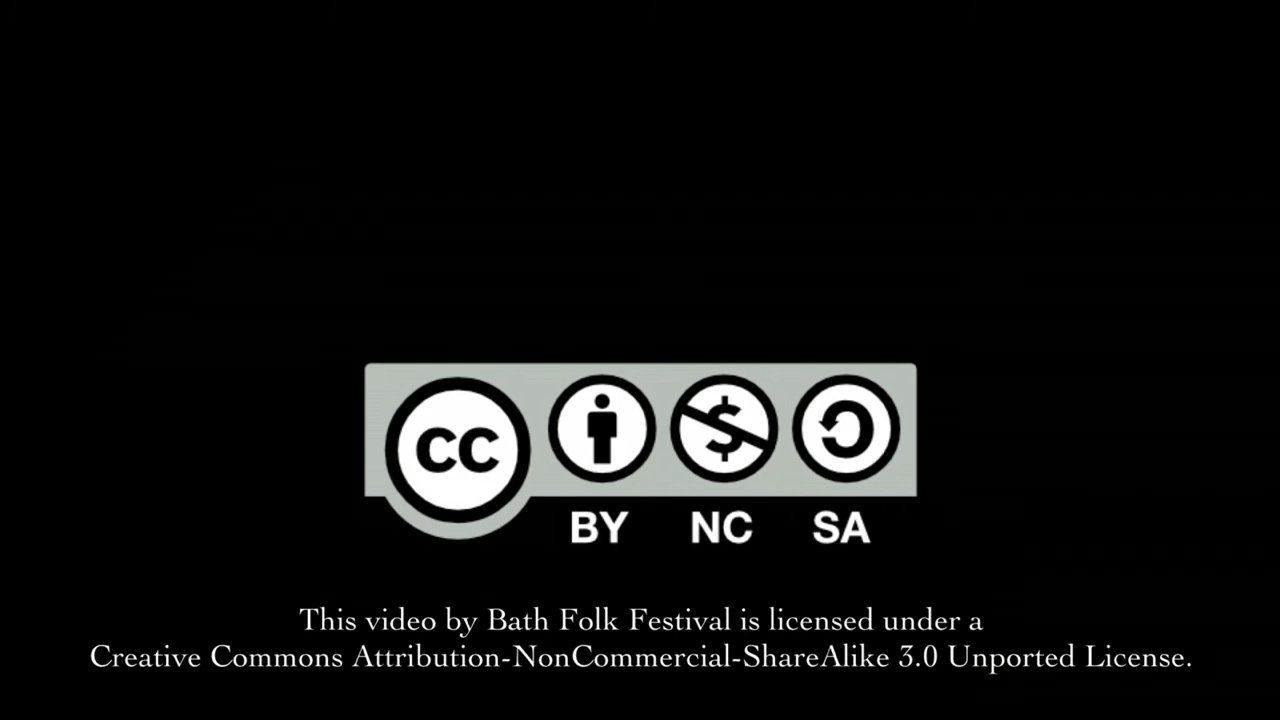 CC
BY NC SA
This video by Bath Folk Festival is licensed under a
Creative Commons Attribution-NonCommercial-ShareAlike 3.0 Unported License.